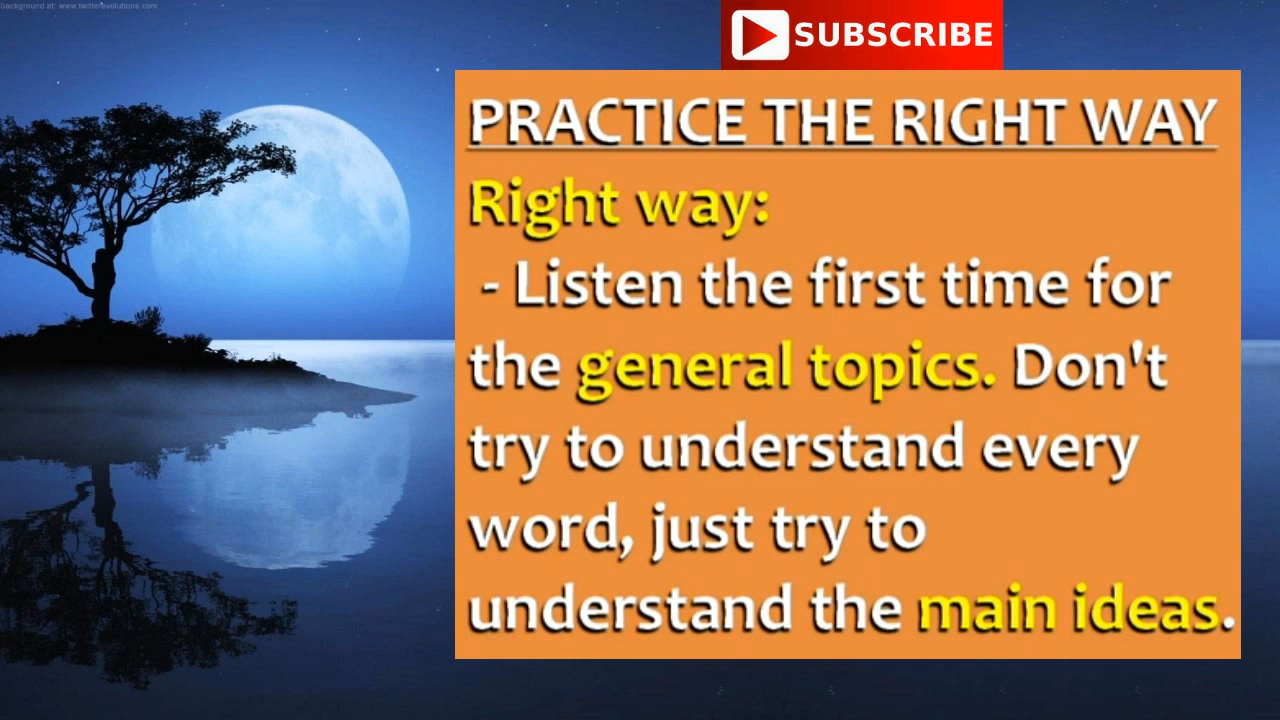 background at: www.twitterevolutions.com
SUBSCRIBE
PRACTICE THE RIGHT WAY
Right way:
- Listen the first time for
the general topics. Don't
try to understand every
word, just try to
understand the main ideas.